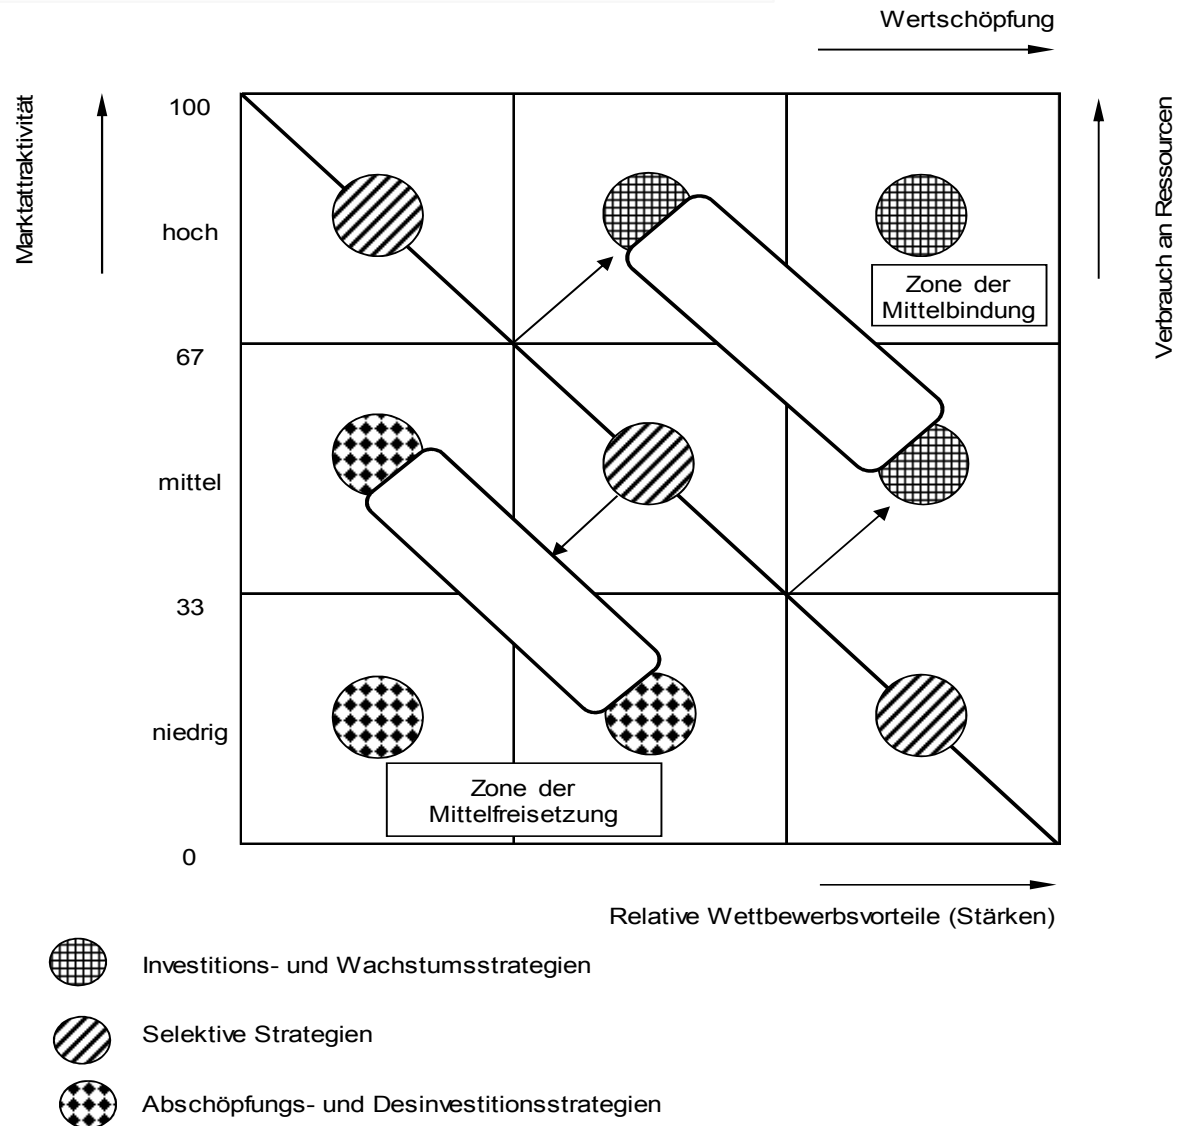 Wertschöpfung
Marktattraktivität
100
hoch
67
mittel
33
niedrig
0
Verbrauch an Ressourcen
Zone der
Mittelbindung
Zone der
Mittelfreisetzung
Relative Wettbewerbsvorteile (Stärken)
Investitions- und Wachstumsstrategien
Selektive Strategien
Abschöpfungs- und Desinvestitionsstrategien